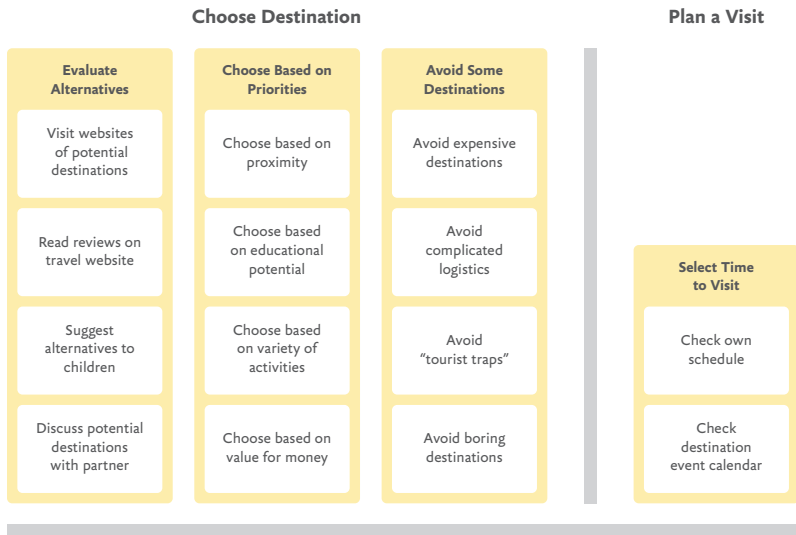 Choose Destination
Plan a Visit
Evaluate
Alternatives
Visit websites
of potential
destinations
Read reviews on
travel website
Suggest
alternatives to
children
Discuss potential
destinations
with partner
Choose Based on
Priorities
Choose based on
proximity
Choose based
on educational
potential
Choose based
on variety of
activities
Choose based on
value for money
Avoid Some
Destinations
Avoid expensive
destinations
Avoid
complicated
logistics
Avoid
“tourist traps”
Avoid boring
destinations
Select Time
to Visit
Check own
schedule
Check
destination
event calendar